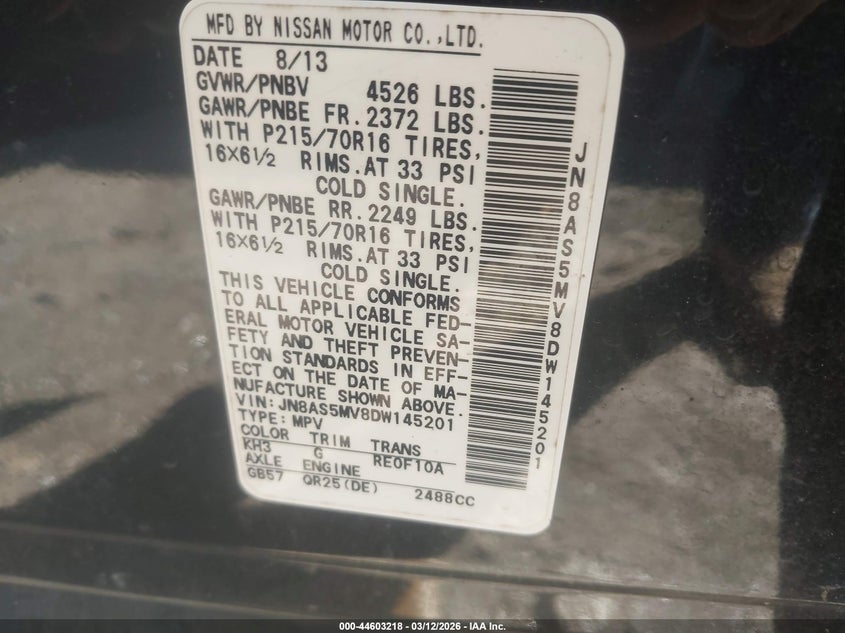 MFD BY NISSAN MOTOR CO.,LTD.
DATE 8/13
GVWR/PNBV 4526 LBS.
GAWR/PNBE FR. 2372 LBS.
WITH P215/70R16 TIRES,
16X6½ RIMS.AT 33 PSI
COLD SINGLE.
GAWR/PNBE RR. 2249 LBS.
WITH P215/70R16 TIRES,
16X6½ RIMS.AT 33 PSI
COLD SINGLE.
THIS VEHICLE CONFORMS
TO ALL APPLICABLE FED-
ERAL MOTOR VEHICLE SA-
FETY AND THEFT PREVEN-
TION STANDARDS IN EFF-
ECT ON THE DATE OF MA-
NUFACTURE SHOWN ABOVE.
VIN: JN8AS5MV8DW145201
TYPE: MPV
COLOR TRIM TRANS
KH3 G RE0F10A
AXLE ENGINE
GB57 QR25(DE) 2488CC
JN8AS5MV8DW145201
000-44603218 - 03/12/2026 - IAA Inc.